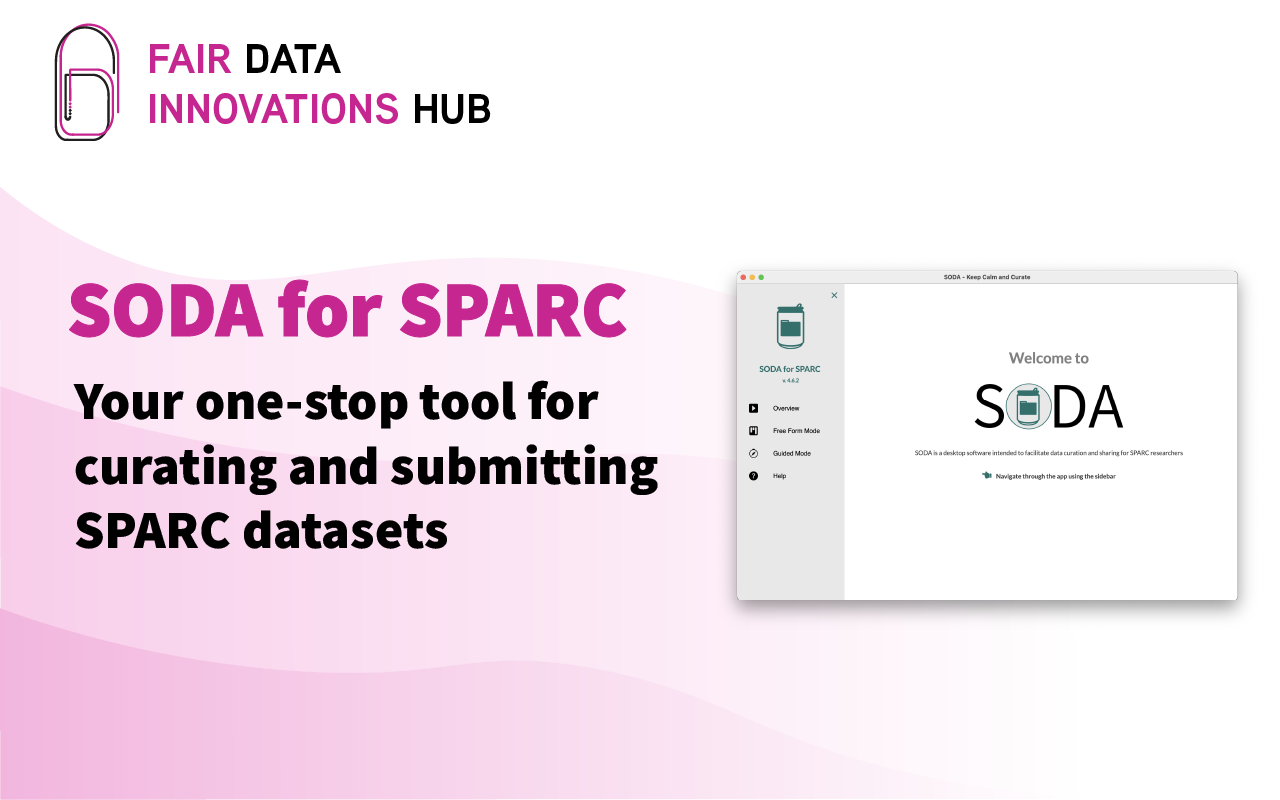 FAIR DATA
INNOVATIONS HUB
SODA for SPARC
Your one-stop tool for
curating and submitting
SPARC datasets
SODA - Keep Calm and Curate
SODA for SPARC
v. 4.6.2
Overview
Free Form Mode
Guided Mode
Help
Welcome to
SODA
SODA is a desktop software intended to facilitate data curation and sharing for SPARC researchers
Navigate through the app using the sidebar